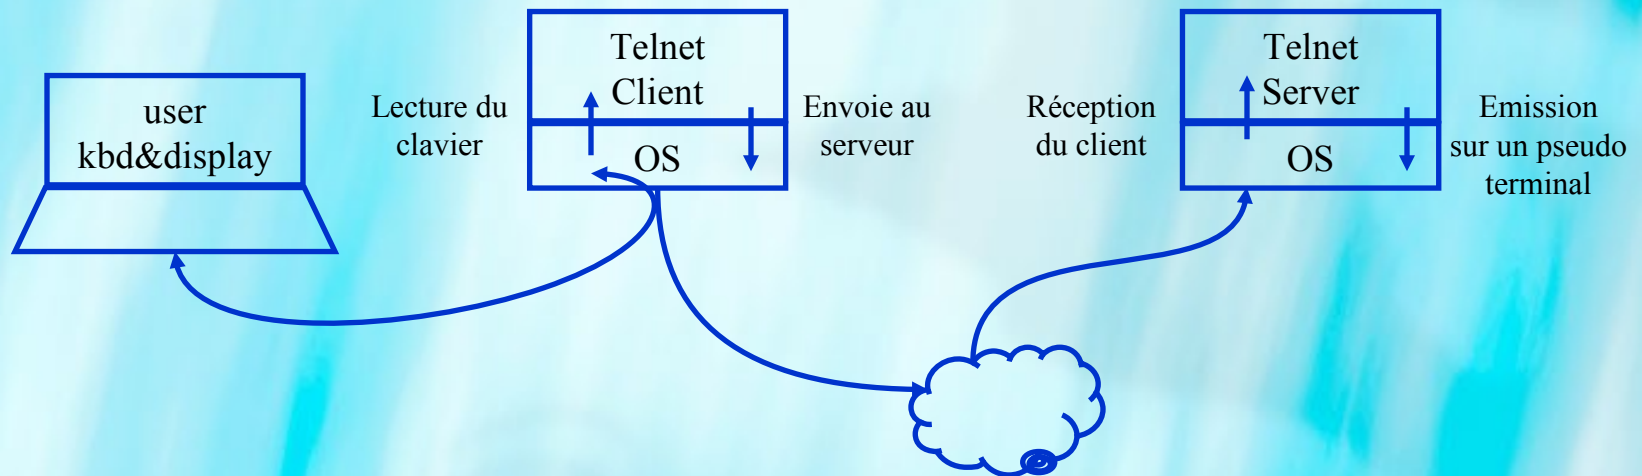 user
kbd&display
Lecture du
clavier
Telnet
Client
OS
Envoie au
serveur
Réception
du client
Telnet
Server
OS
Emission
sur un pseudo
terminal